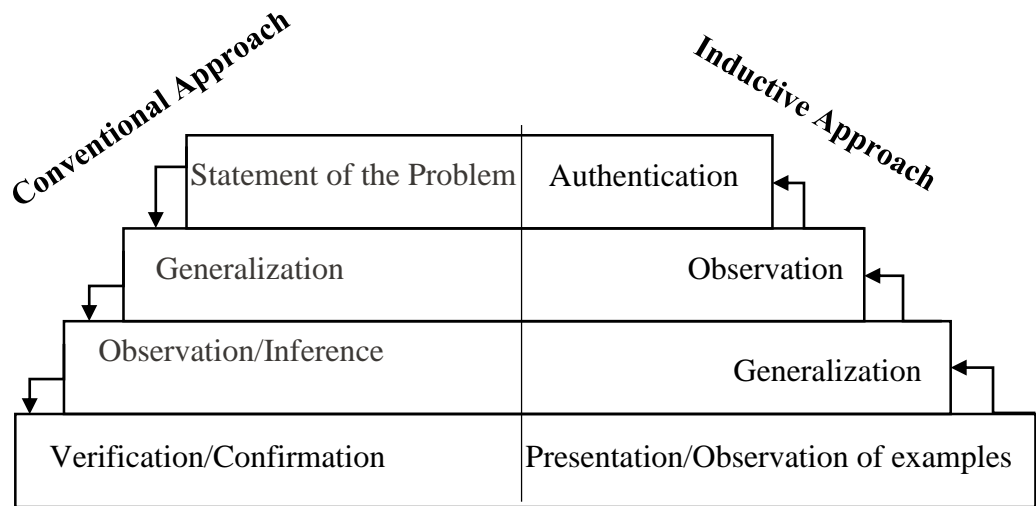 Conventional Approach
Inductive Approach
Statement of the Problem
Authentication
Generalization
Observation
Observation/Inference
Generalization
Verification/Confirmation
Presentation/Observation of examples